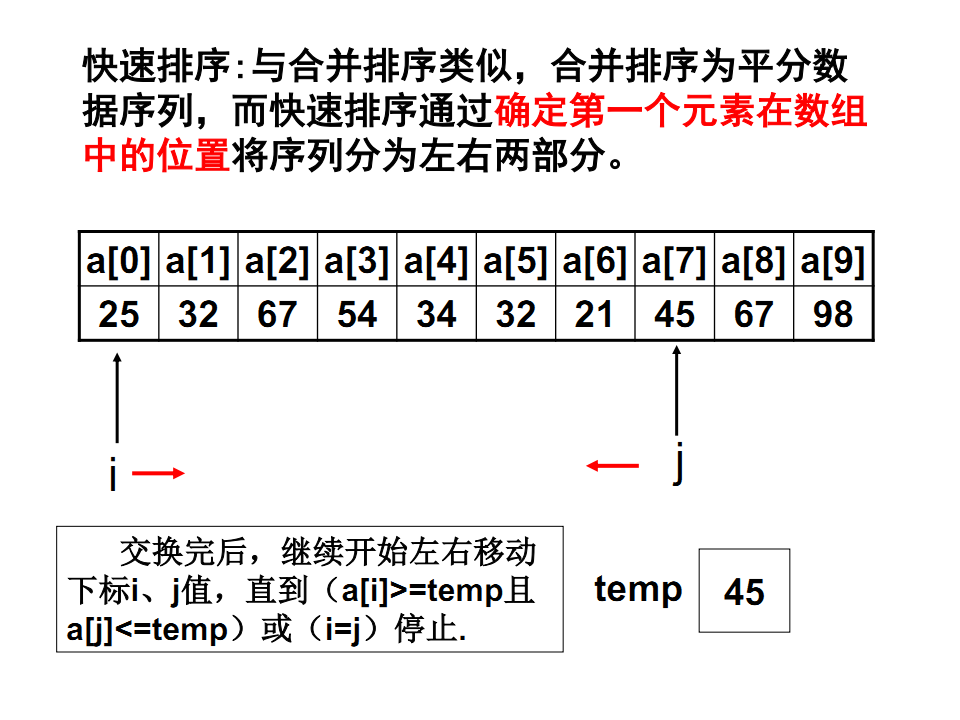 快速排序:与合并排序类似，合并排序为平分数
据序列，而快速排序通过确定第一个元素在数组
中的位置将序列分为左右两部分。
a[0] a[1] a[2] a[3] a[4] a[5] a[6] a[7] a[8] a[9]
25 32 67 54 34 32 21 45 67 98
i j
交换完后，继续开始左右移动
下标i、j值，直到（a[i]>=temp且
a[j]<=temp）或（i=j）停止.
temp 45